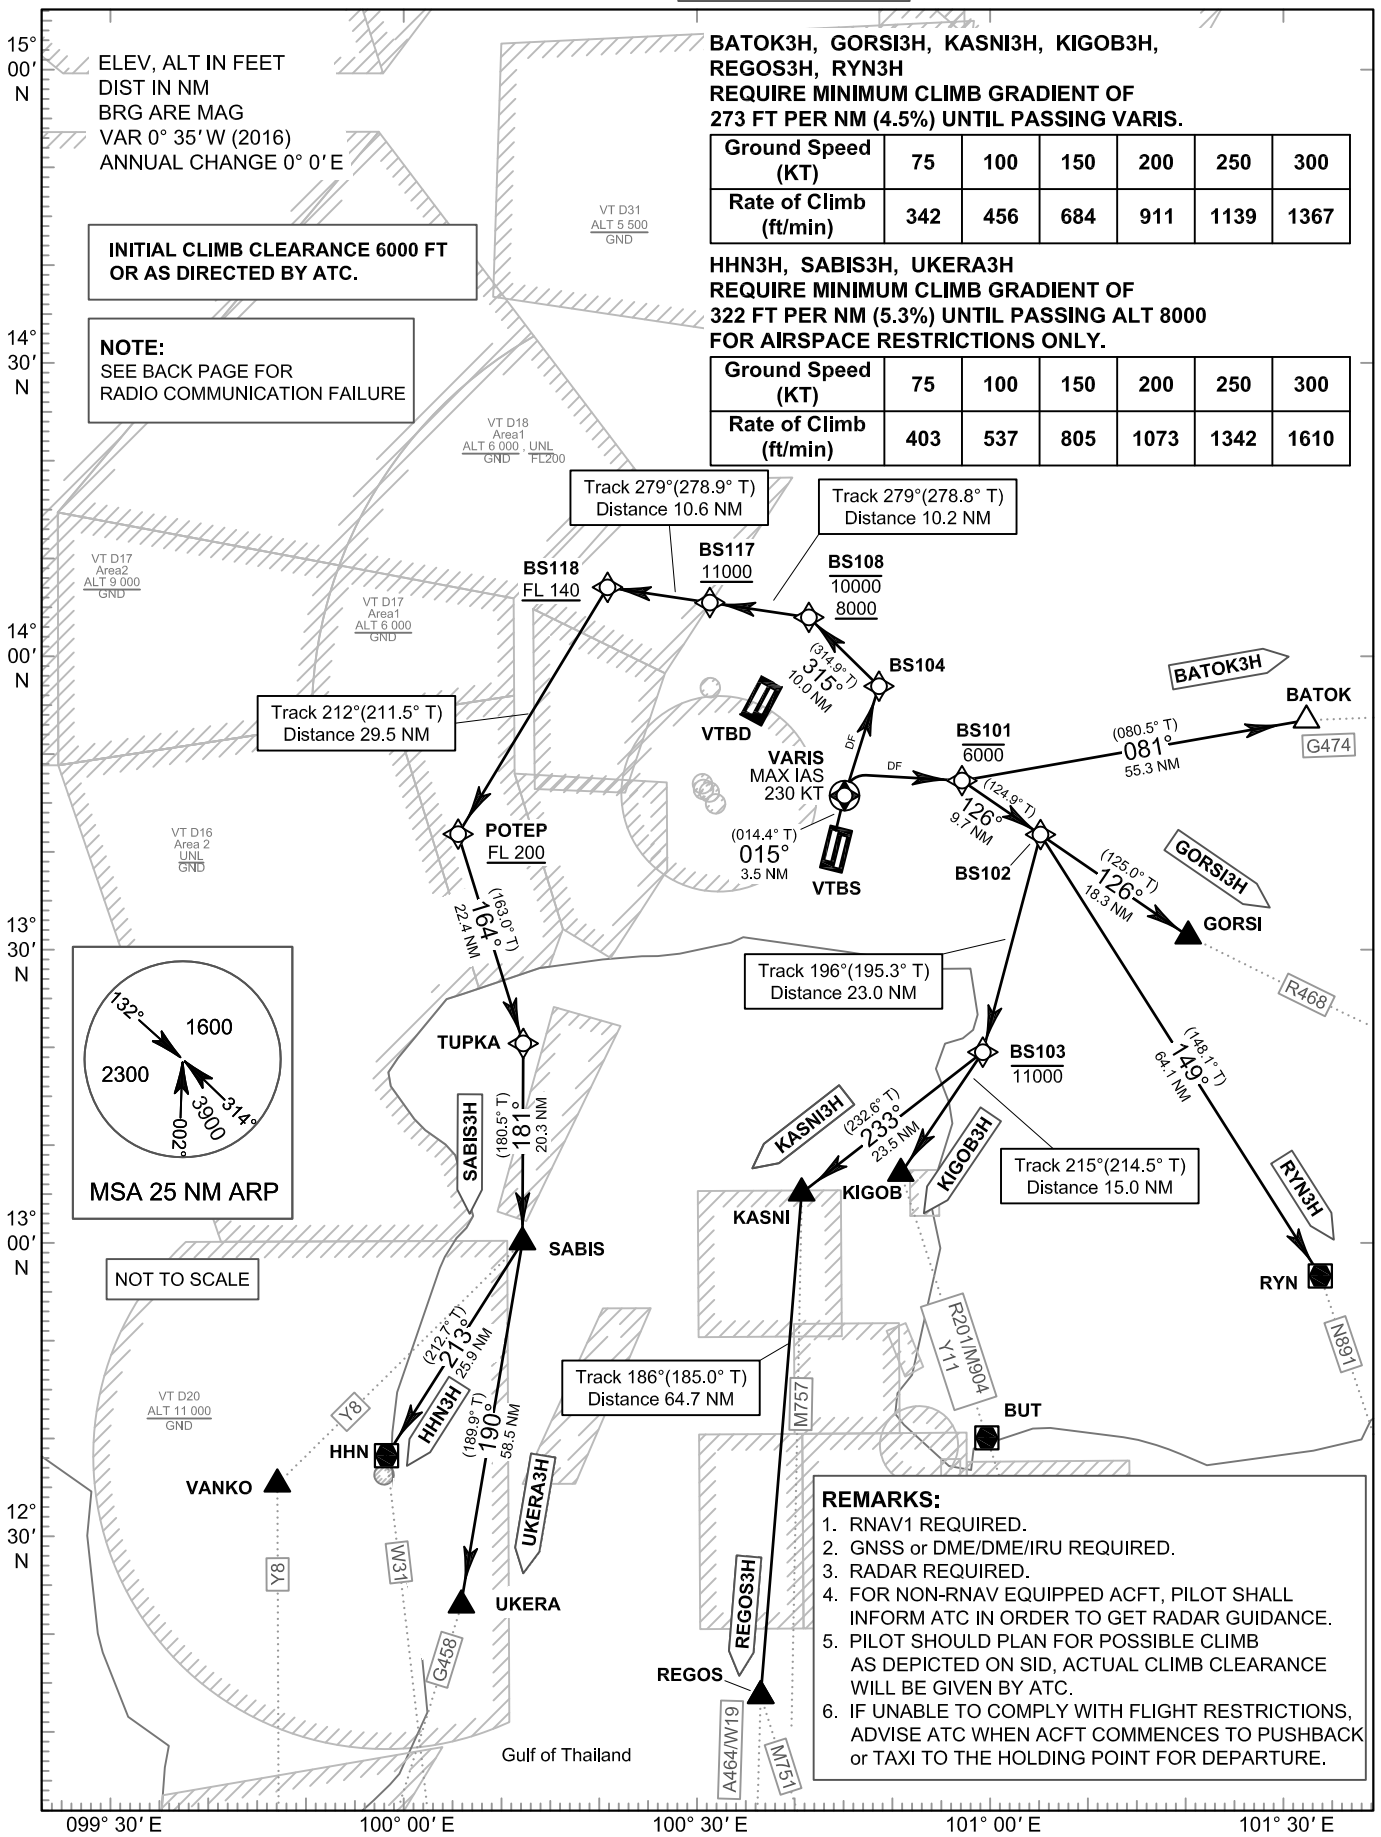 15°
00′
N
14°
30′
N
14°
00′
N
13°
30′
N
13°
00′
N
12°
30′
N
ELEV, ALT IN FEET
DIST IN NM
BRG ARE MAG
VAR 0° 35′ W (2016)
ANNUAL CHANGE 0° 0′ E
INITIAL CLIMB CLEARANCE 6000 FT
OR AS DIRECTED BY ATC.
NOTE:
SEE BACK PAGE FOR
RADIO COMMUNICATION FAILURE
BATOK3H, GORSI3H, KASNI3H, KIGOB3H,
REGOS3H, RYN3H
REQUIRE MINIMUM CLIMB GRADIENT OF
273 FT PER NM (4.5%) UNTIL PASSING VARIS.
Ground Speed (KT) 75 100 150 200 250 300
Rate of Climb (ft/min) 342 456 684 911 1139 1367
HHN3H, SABIS3H, UKERA3H
REQUIRE MINIMUM CLIMB GRADIENT OF
322 FT PER NM (5.3%) UNTIL PASSING ALT 8000
FOR AIRSPACE RESTRICTIONS ONLY.
Ground Speed (KT) 75 100 150 200 250 300
Rate of Climb (ft/min) 403 537 805 1073 1342 1610
VT D31
ALT 5 500
GND
VT D18
Area1
ALT 6 000 , UNL
GND FL200
VT D17
Area2
ALT 9 000
GND
VT D17
Area1
ALT 6 000
GND
VT D16
Area 2
UNL
GND
VT D20
ALT 11 000
GND
Track 279°(278.9° T)
Distance 10.6 NM
Track 279°(278.8° T)
Distance 10.2 NM
BS118
FL 140
BS117
11000
BS108
10000
8000
(314.9° T)
315°
10.0 NM
BS104
VTBD
DF
VARIS
MAX IAS
230 KT
DF
(014.4° T)
015°
3.5 NM
VTBS
BS101
6000
(080.5° T)
081°
55.3 NM
BATOK3H
BATOK
G474
(124.9° T)
126°
9.7 NM
BS102
(125.0° T)
126°
18.3 NM
GORSI3H
GORSI
R468
Track 212°(211.5° T)
Distance 29.5 NM
POTEP
FL 200
(163.0° T)
164°
22.4 NM
TUPKA
Track 196°(195.3° T)
Distance 23.0 NM
BS103
11000
(148.1° T)
149°
64.1 NM
RYN3H
RYN
N891
132°
1600
2300
314°
3900
002°
MSA 25 NM ARP
SABIS3H
(180.5° T)
181°
20.3 NM
SABIS
KASNI3H
(232.6° T)
233°
23.5 NM
KASNI
KIGOB
KIGOB3H
Track 215°(214.5° T)
Distance 15.0 NM
NOT TO SCALE
(212.7° T)
213°
25.9 NM
HHN3H
HHN
Y8
VANKO
Y8
W31
(189.9° T)
190°
58.5 NM
UKERA3H
UKERA
G458
Track 186°(185.0° T)
Distance 64.7 NM
M757
R201/M904
Y11
BUT
REGOS3H
REGOS
A464/W19
M751
Gulf of Thailand
REMARKS:
1. RNAV1 REQUIRED.
2. GNSS or DME/DME/IRU REQUIRED.
3. RADAR REQUIRED.
4. FOR NON-RNAV EQUIPPED ACFT, PILOT SHALL
INFORM ATC IN ORDER TO GET RADAR GUIDANCE.
5. PILOT SHOULD PLAN FOR POSSIBLE CLIMB
AS DEPICTED ON SID, ACTUAL CLIMB CLEARANCE
WILL BE GIVEN BY ATC.
6. IF UNABLE TO COMPLY WITH FLIGHT RESTRICTIONS,
ADVISE ATC WHEN ACFT COMMENCES TO PUSHBACK
or TAXI TO THE HOLDING POINT FOR DEPARTURE.
099° 30′ E
100° 00′ E
100° 30′ E
101° 00′ E
101° 30′ E